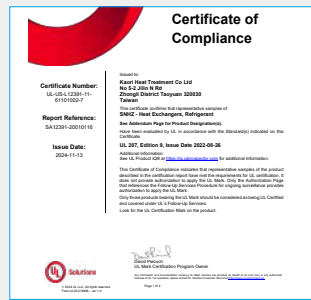 Certificate of
Compliance
Certificate Number:
UL-US-L12391-11-
61101002-7
Report Reference:
SA12391-20010116
Issue Date:
2024-11-13
Issued to:
Kaori Heat Treatment Co Ltd
No 5-2 Jilin N Rd
Zhongli District Taoyuan 320030
Taiwan
This certificate confirms that representative samples of:
SNHZ - Heat Exchangers, Refrigerant
See Addendum Page for Product Designation(s).
Have been evaluated by UL in accordance with the Standard(s) indicated on this
Certificate.
UL 207, Edition 9, Issue Date 2022-08-26
Additional Information:
See UL Product iQ® at https://iq.ulprospector.com for additional information.
This Certificate of Compliance indicates that representative samples of the product
described in the certification report have met the requirements for UL certification. It
does not provide authorization to apply the UL Mark. Only the Authorization Page
that references the Follow-Up Services Procedure for ongoing surveillance provides
authorization to apply the UL Mark.
Only those products bearing the UL Mark should be considered as being UL Certified
and covered under UL's Follow-Up Services.
Look for the UL Certification Mark on the product.
David Piecuch
UL Mark Certification Program Owner
UL Solutions
© 2024 UL LLC. All rights reserved.
Page 1 of 2